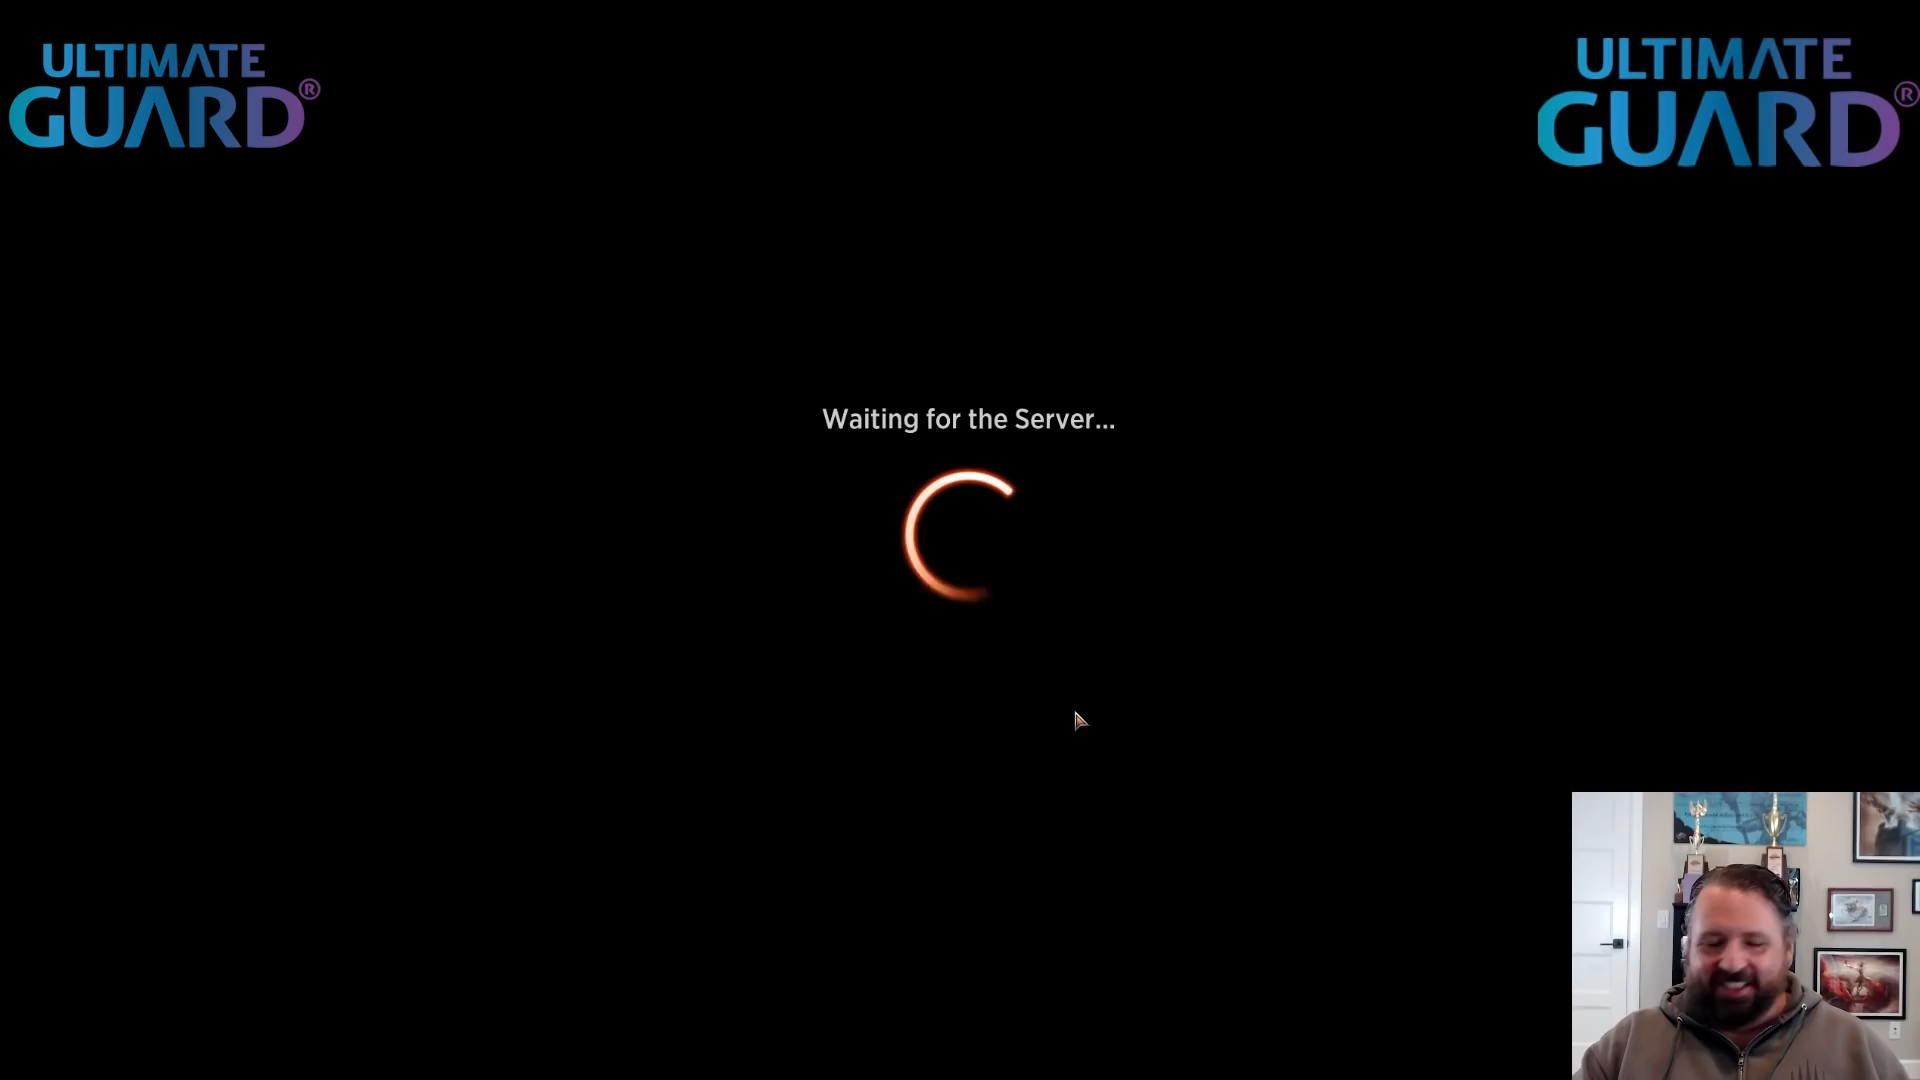 ULTIMATE
GUARD®
ULTIMATE
GUARD®
Waiting for the Server...